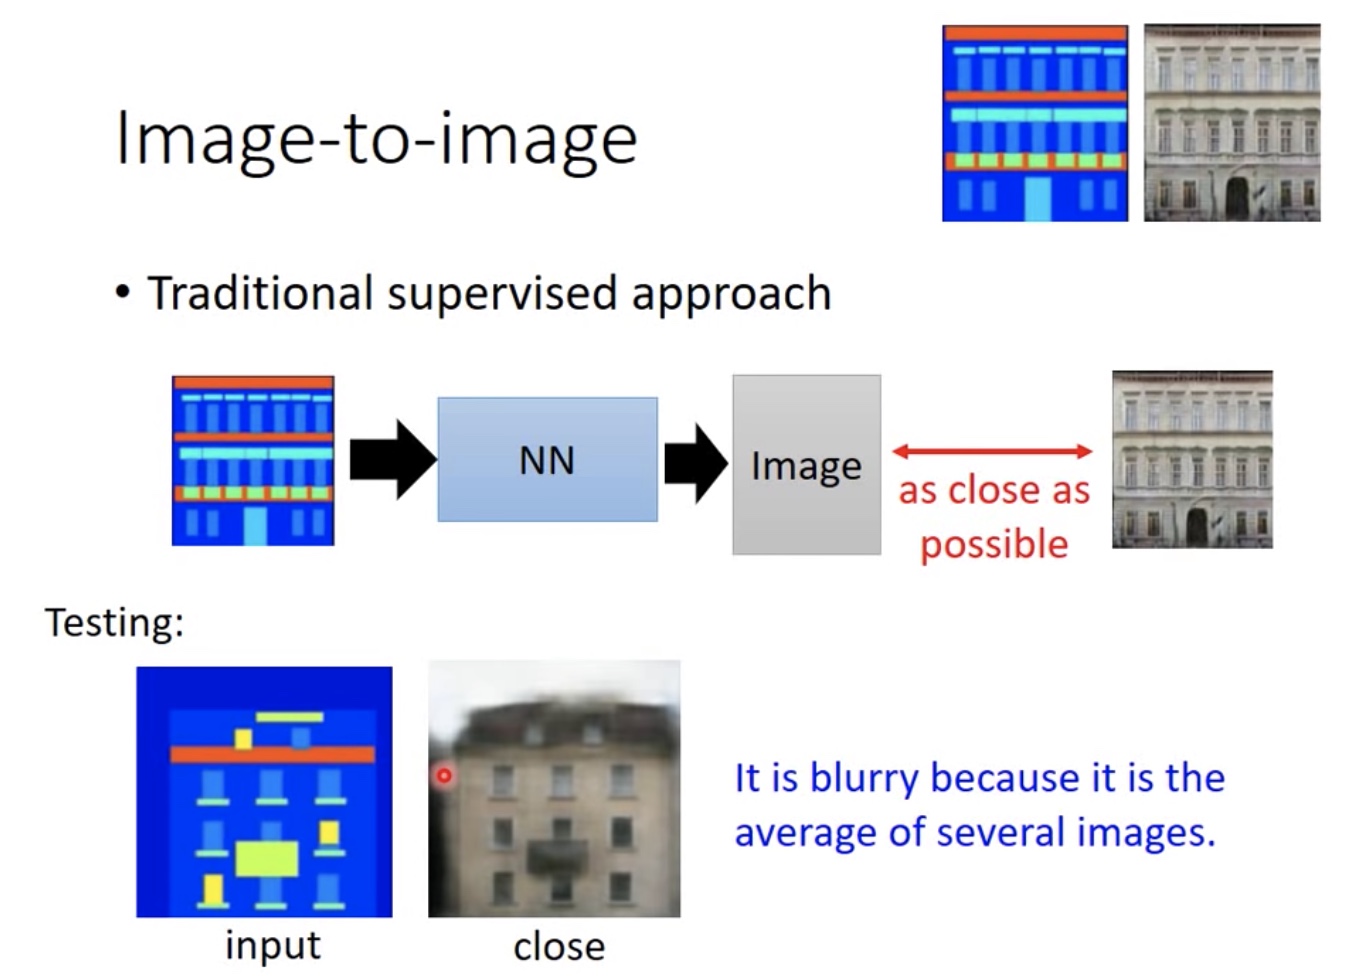 Image-to-image
• Traditional supervised approach
NN
Image
as close as
possible
Testing:
It is blurry because it is the
average of several images.
input
close